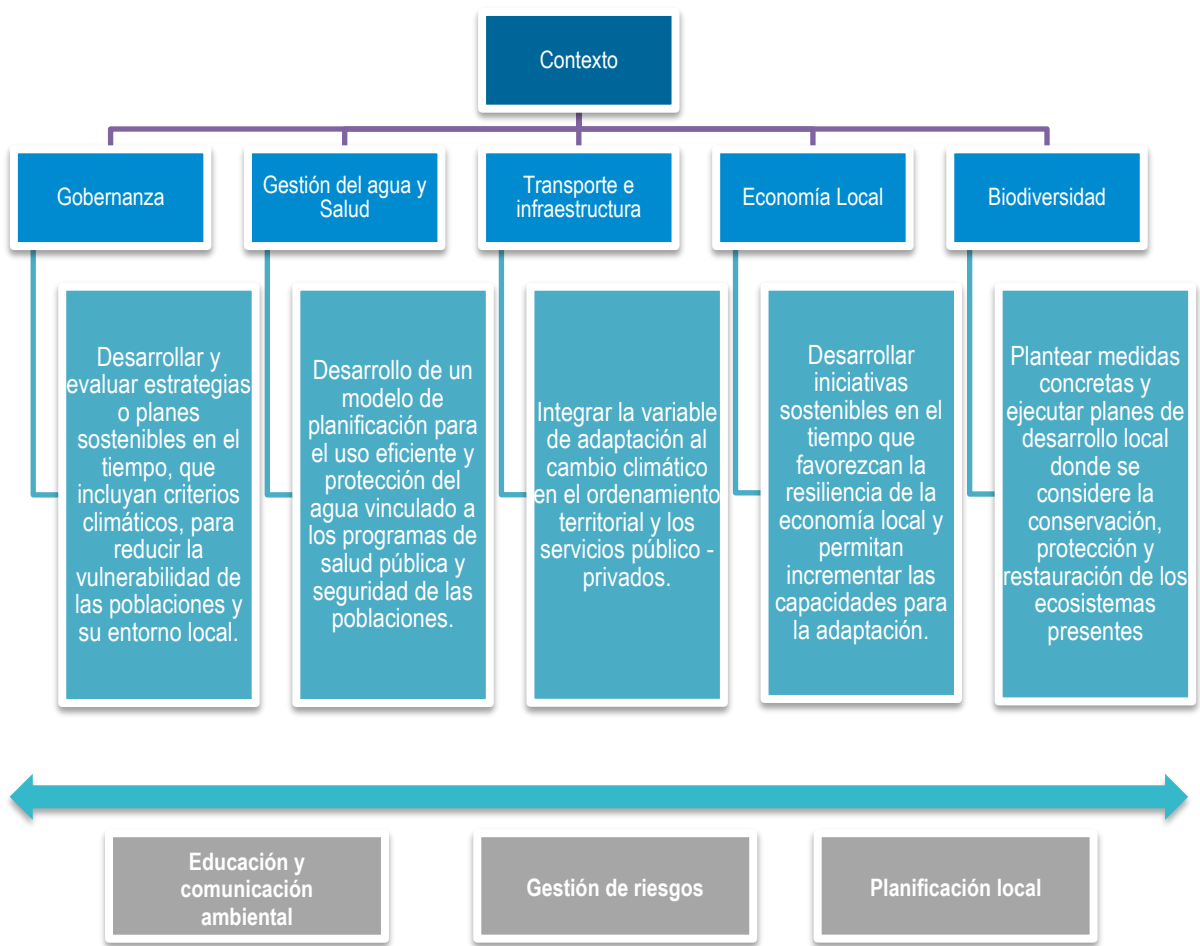 Contexto
Gobernanza
Gestión del agua y
Salud
Transporte e
infraestructura
Economía Local
Biodiversidad
Desarrollar y
evaluar estrategias
o planes
sostenibles en el
tiempo, que
incluyan criterios
climáticos, para
reducir la
vulnerabilidad de
las poblaciones y
su entorno local.
Desarrollo de un
modelo de
planificación para
el uso eficiente y
protección del
agua vinculado a
los programas de
salud pública y
seguridad de las
poblaciones.
Integrar la variable
de adaptación al
cambio climático
en el ordenamiento
territorial y los
servicios público -
privados.
Desarrollar
iniciativas
sostenibles en el
tiempo que
favorezcan la
resiliencia de la
economía local y
permitan
incrementar las
capacidades para
la adaptación.
Plantear medidas
concretas y
ejecutar planes de
desarrollo local
donde se
considere la
conservación,
protección y
restauración de los
ecosistemas
presentes
Educación y
comunicación
ambiental
Gestión de riesgos
Planificación local